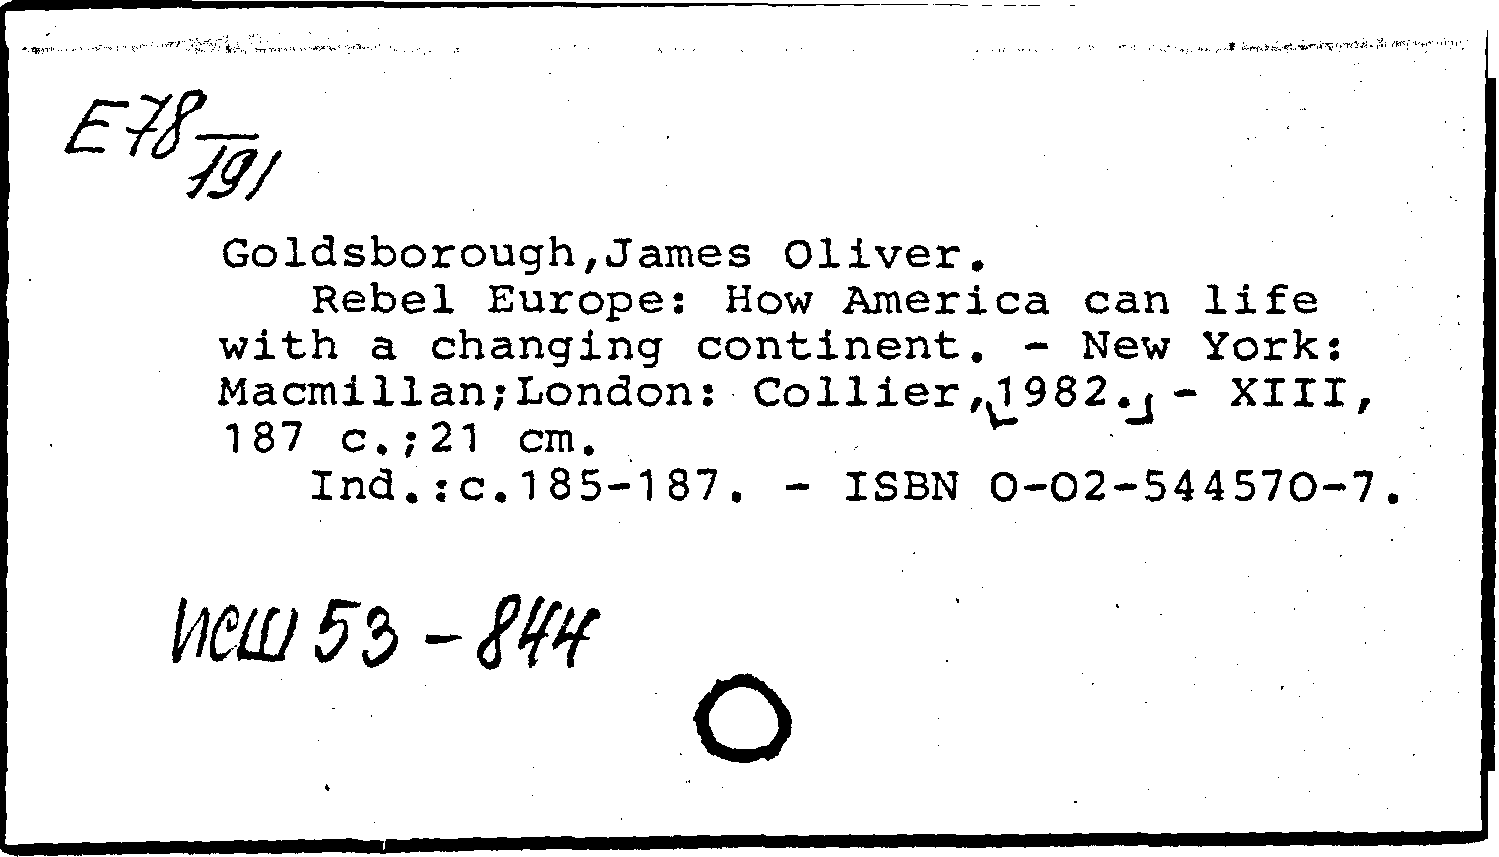 E78
191
Goldsborough,James Oliver.
Rebel Europe: How America can life
with a changing continent. - New York:
Macmillan;London: Collier,[1982.] - XIII,
187 c.;21 cm.
Ind.:c.185-187. - ISBN 0-02-544570-7.
ИСШ 53 - 844